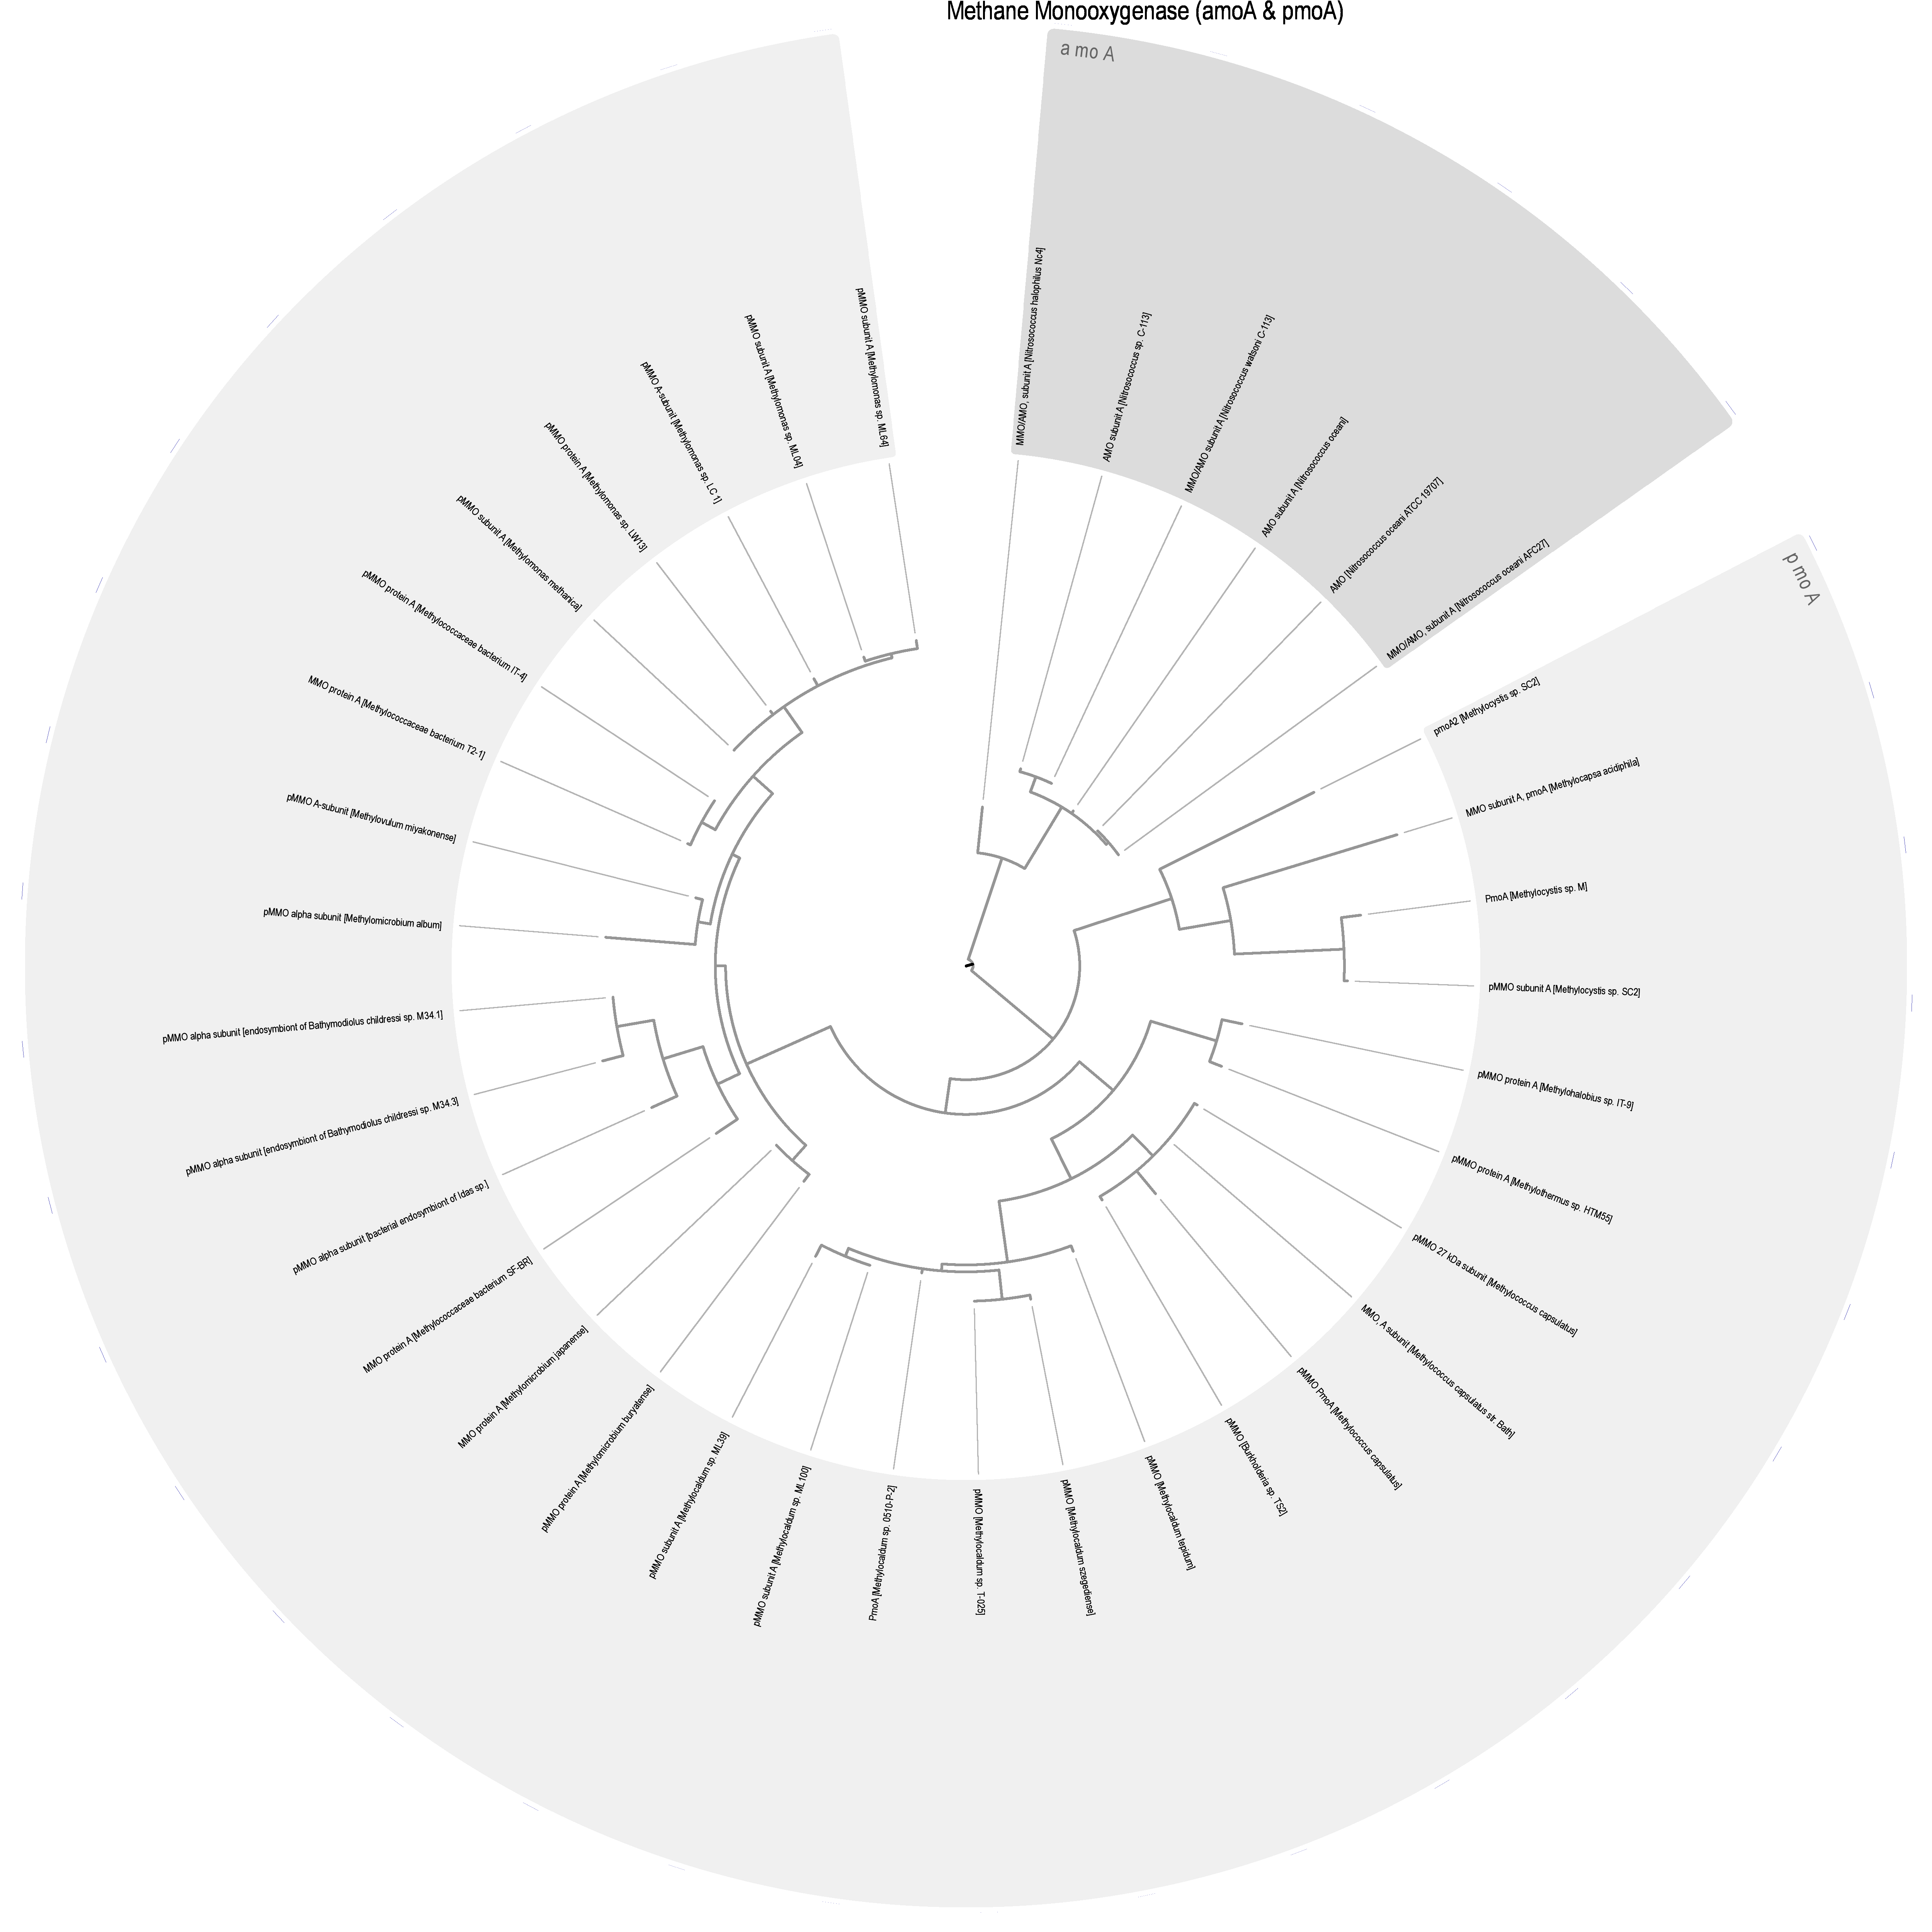 Methane Monooxygenase (amoA & pmoA)
a mo A
MMO/AMO, subunit A [Nitrosococcus halophilus Nc4]
AMO subunit A [Nitrosococcus sp. C-113]
MMO/AMO subunit A [Nitrosococcus watsoni C-113]
AMO subunit A [Nitrosococcus oceani]
AMO [Nitrosococcus oceani ATCC 19707]
MMO/AMO, subunit A [Nitrosococcus oceani AFC27]
p mo A
pmoA2 [Methylocystis sp. SC2]
MMO subunit A, pmoA [Methylocapsa acidiphila]
PmoA [Methylocystis sp. M]
pMMO subunit A [Methylocystis sp. SC2]
pMMO protein A [Methylohalobius sp. IT-9]
pMMO protein A [Methylothermus sp. HTM55]
pMMO 27 kDa subunit [Methylococcus capsulatus]
MMO, A subunit [Methylococcus capsulatus str. Bath]
pMMO PmoA [Methylococcus capsulatus]
pMMO [Burkholderia sp. TS2]
pMMO [Methylocaldum tepidum]
pMMO [Methylocaldum szegediense]
pMMO [Methylocaldum sp. T-025]
PmoA [Methylocaldum sp. 0510-P-2]
pMMO subunit A [Methylocaldum sp. ML100]
pMMO subunit A [Methylocaldum sp. ML39]
pMMO protein A [Methylomicrobium buryatense]
MMO protein A [Methylomicrobium japanense]
MMO protein A [Methylococcaceae bacterium SF-BR]
pMMO alpha subunit [bacterial endosymbiont of Idas sp.]
pMMO alpha subunit [endosymbiont of Bathymodiolus childressi sp. M34.3]
pMMO alpha subunit [endosymbiont of Bathymodiolus childressi sp. M34.1]
pMMO alpha subunit [Methylomicrobium album]
pMMO A-subunit [Methylovulum miyakonense]
MMO protein A [Methylococcaceae bacterium T2-1]
pMMO protein A [Methylococcaceae bacterium IT-4]
pMMO subunit A [Methylomonas methanica]
pMMO protein A [Methylomonas sp. LW13]
pMMO A-subunit [Methylomonas sp. LC-1]
pMMO subunit A [Methylomonas sp. ML04]
pMMO subunit A [Methylomonas sp. ML64]